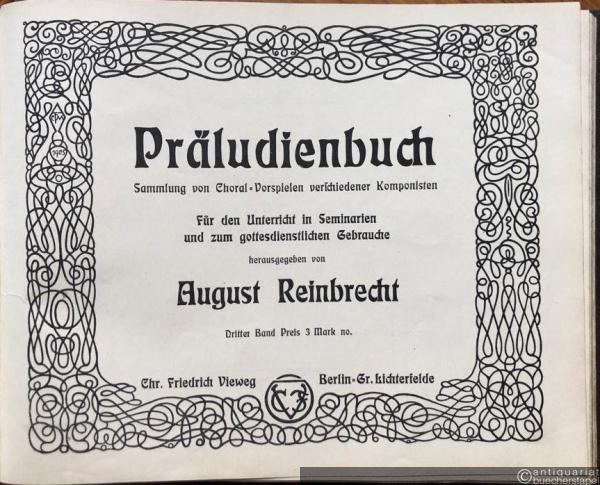 Präludienbuch
Sammlung von Choral-Vorspielen verschiedener Komponisten
Für den Unterricht in Seminarien
und zum gottesdienstlichen Gebrauche
herausgegeben von
August Reinbrecht
Dritter Band Preis 3 Mark no.
Chr. Friedrich Vieweg Berlin-Gr. Lichterfelde
1905
© antiquariat
buecherstapel